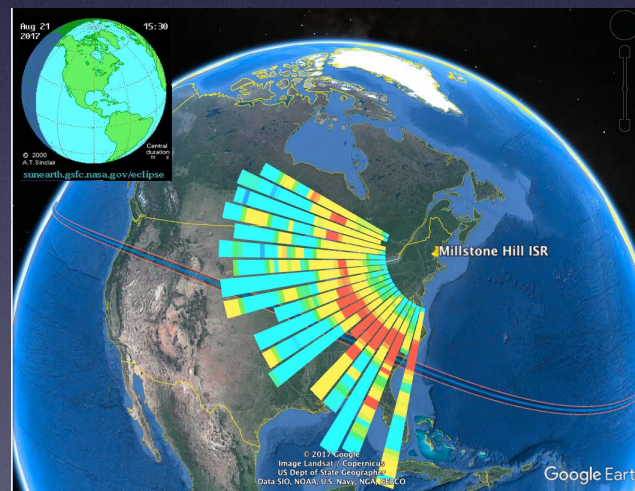 Aug 21 15:30
2017
© 2000
A.T.Sinclair
Central
duration
m s
sunearth.gsfc.nasa.gov/eclipse
Millstone Hill ISR
© 2017 Google
Image Landsat / Copernicus
US Dept of State Geographer
Data SIO, NOAA, U.S. Navy, NGA, GEBCO
Google Eart